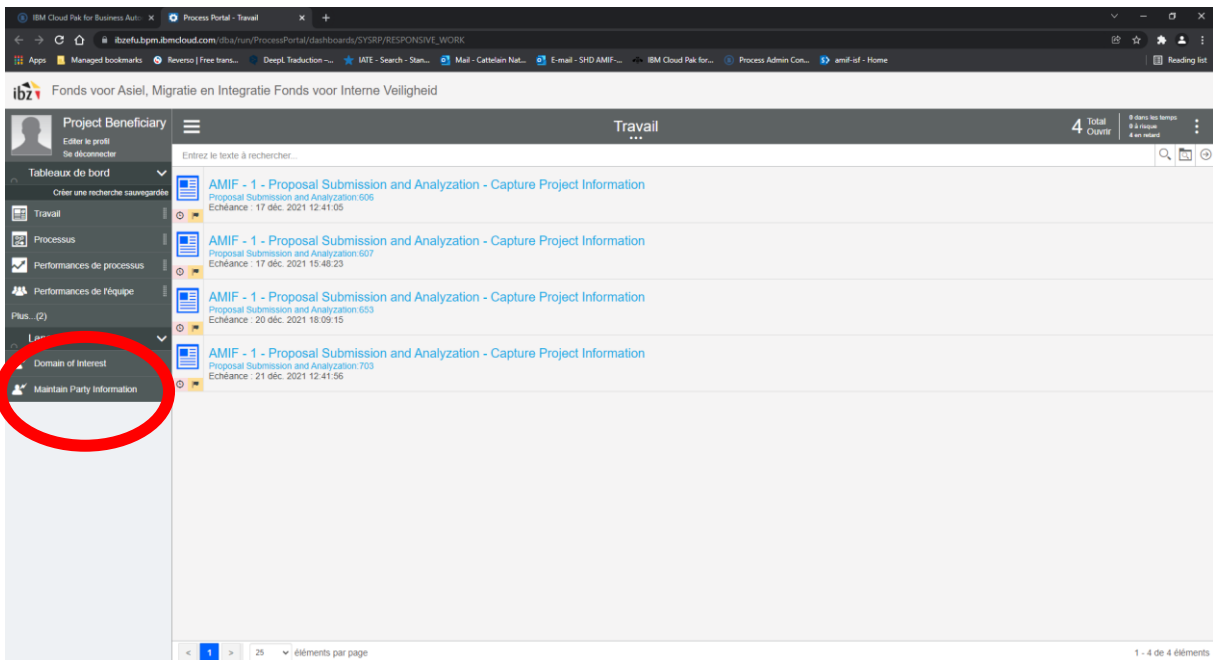 IBM Cloud Pak for Business Auto
Process Portal - Travail
ibzefu.bpm.ibmcloud.com/dba/run/ProcessPortal/dashboards/SYSRP/RESPONSIVE_WORK
Apps Managed bookmarks Reverso | Free trans... DeepL Traduction –... IATE - Search - Stan... Mail - Cattelain Nat... E-mail - SHD AMIF-... IBM Cloud Pak for... Process Admin Con... amif-isf - Home Reading list
ibz Fonds voor Asiel, Migratie en Integratie Fonds voor Interne Veiligheid
Project Beneficiary
Editer le profil
Se déconnecter
Travail
4 Total Ouvrir
0 dans les temps
0 à risque
4 en retard
Entrez le texte à rechercher...
Tableaux de bord
Créer une recherche sauvegardée
Travail
Processus
Performances de processus
Performances de l'équipe
Plus...(2)
Domain of Interest
Maintain Party Information
AMIF - 1 - Proposal Submission and Analyzation - Capture Project Information
Proposal Submission and Analyzation:606
Echéance : 17 déc. 2021 12:41:05
AMIF - 1 - Proposal Submission and Analyzation - Capture Project Information
Proposal Submission and Analyzation:607
Echéance : 17 déc. 2021 15:48:23
AMIF - 1 - Proposal Submission and Analyzation - Capture Project Information
Proposal Submission and Analyzation:653
Echéance : 20 déc. 2021 18:09:15
AMIF - 1 - Proposal Submission and Analyzation - Capture Project Information
Proposal Submission and Analyzation:703
Echéance : 21 déc. 2021 12:41:56
< 1 > 25 éléments par page
1 - 4 de 4 éléments